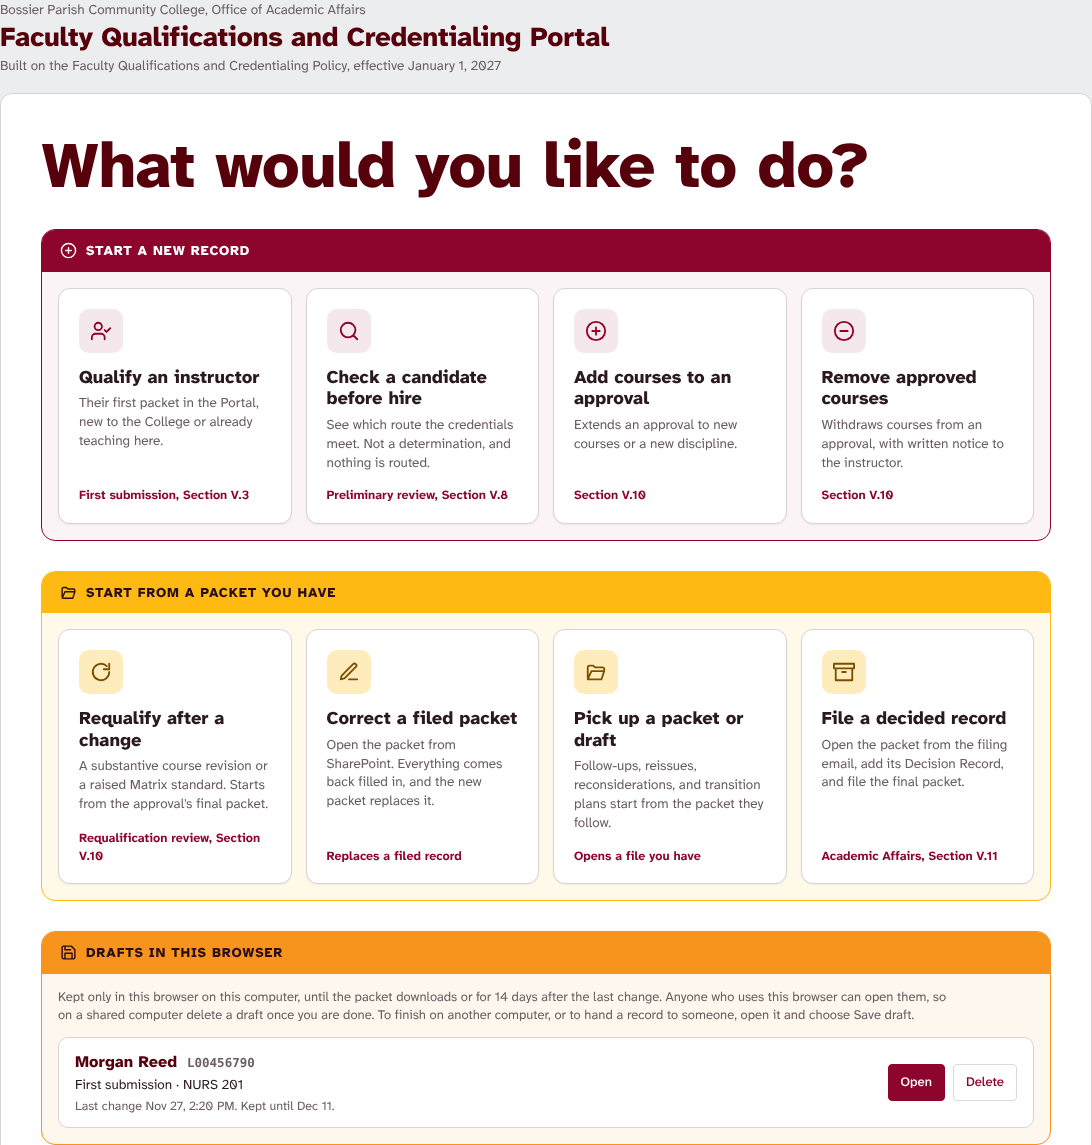 Bossier Parish Community College, Office of Academic Affairs
Faculty Qualifications and Credentialing Portal
Built on the Faculty Qualifications and Credentialing Policy, effective January 1, 2027
What would you like to do?
START A NEW RECORD
Qualify an instructor
Their first packet in the Portal,
new to the College or already
teaching here.
First submission, Section V.3
Check a candidate
before hire
See which route the credentials
meet. Not a determination, and
nothing is routed.
Preliminary review, Section V.8
Add courses to an
approval
Extends an approval to new
courses or a new discipline.
Section V.10
Remove approved
courses
Withdraws courses from an
approval, with written notice to
the instructor.
Section V.10
START FROM A PACKET YOU HAVE
Requalify after a
change
A substantive course revision or
a raised Matrix standard. Starts
from the approval's final packet.
Requalification review, Section
V.10
Correct a filed packet
Open the packet from
SharePoint. Everything comes
back filled in, and the new
packet replaces it.
Replaces a filed record
Pick up a packet or
draft
Follow-ups, reissues,
reconsiderations, and transition
plans start from the packet they
follow.
Opens a file you have
File a decided record
Open the packet from the filing
email, add its Decision Record,
and file the final packet.
Academic Affairs, Section V.11
DRAFTS IN THIS BROWSER
Kept only in this browser on this computer, until the packet downloads or for 14 days after the last change. Anyone who uses this browser can open them, so
on a shared computer delete a draft once you are done. To finish on another computer, or to hand a record to someone, open it and choose Save draft.
Morgan Reed L00456790
First submission · NURS 201
Last change Nov 27, 2:20 PM. Kept until Dec 11.
Open
Delete